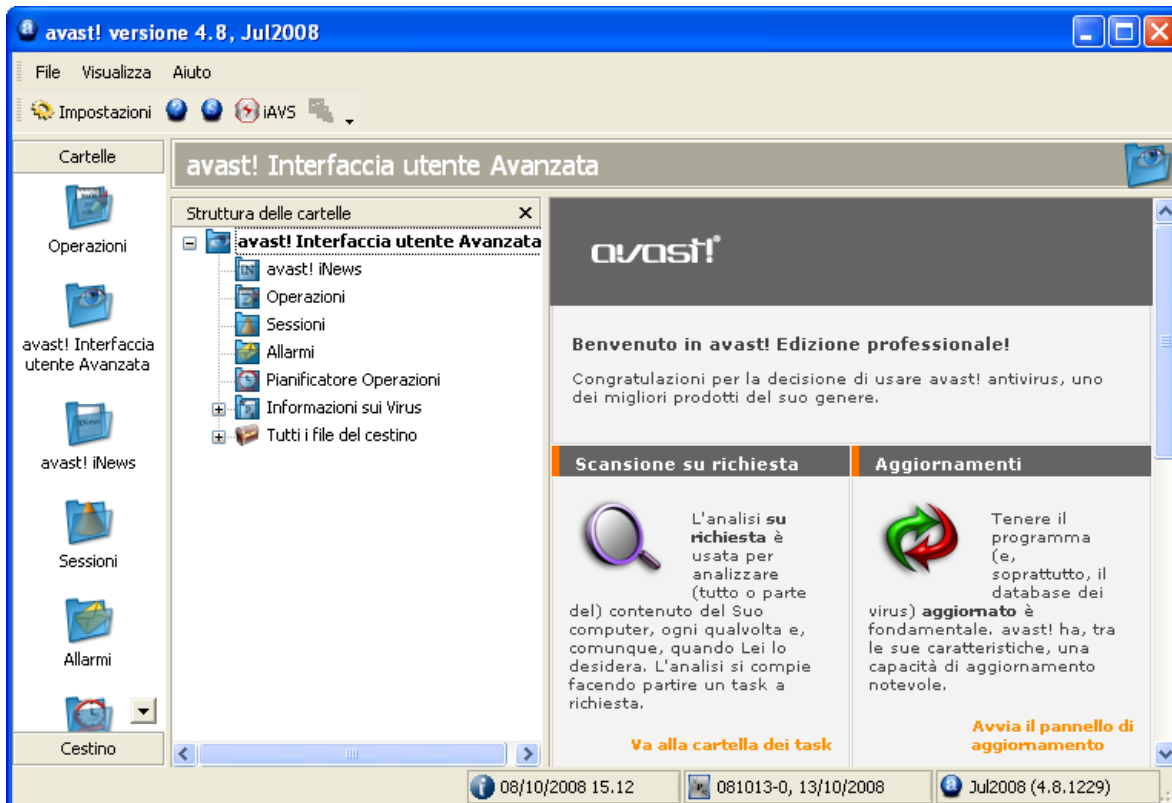 avast! versione 4.8, Jul2008
File Visualizza Aiuto
Impostazioni iAVS
Cartelle
Operazioni
avast! Interfaccia
utente Avanzata
avast! iNews
Sessioni
Allarmi
Cestino
avast! Interfaccia utente Avanzata
Struttura delle cartelle
avast! Interfaccia utente Avanzata
avast! iNews
Operazioni
Sessioni
Allarmi
Pianificatore Operazioni
Informazioni sui Virus
Tutti i file del cestino
avast!®
Benvenuto in avast! Edizione professionale!
Congratulazioni per la decisione di usare avast! antivirus, uno
dei migliori prodotti del suo genere.
Scansione su richiesta
L'analisi su
richiesta è
usata per
analizzare
(tutto o parte
del) contenuto del Suo
computer, ogni qualvolta e,
comunque, quando Lei lo
desidera. L'analisi si compie
facendo partire un task a
richiesta.
Va alla cartella dei task
Aggiornamenti
Tenere il
programma
(e,
soprattutto, il
database dei
virus) aggiornato è
fondamentale. avast! ha, tra
le sue caratteristiche, una
capacità di aggiornamento
notevole.
Avvia il pannello di
aggiornamento
08/10/2008 15.12
081013-0, 13/10/2008
Jul2008 (4.8.1229)